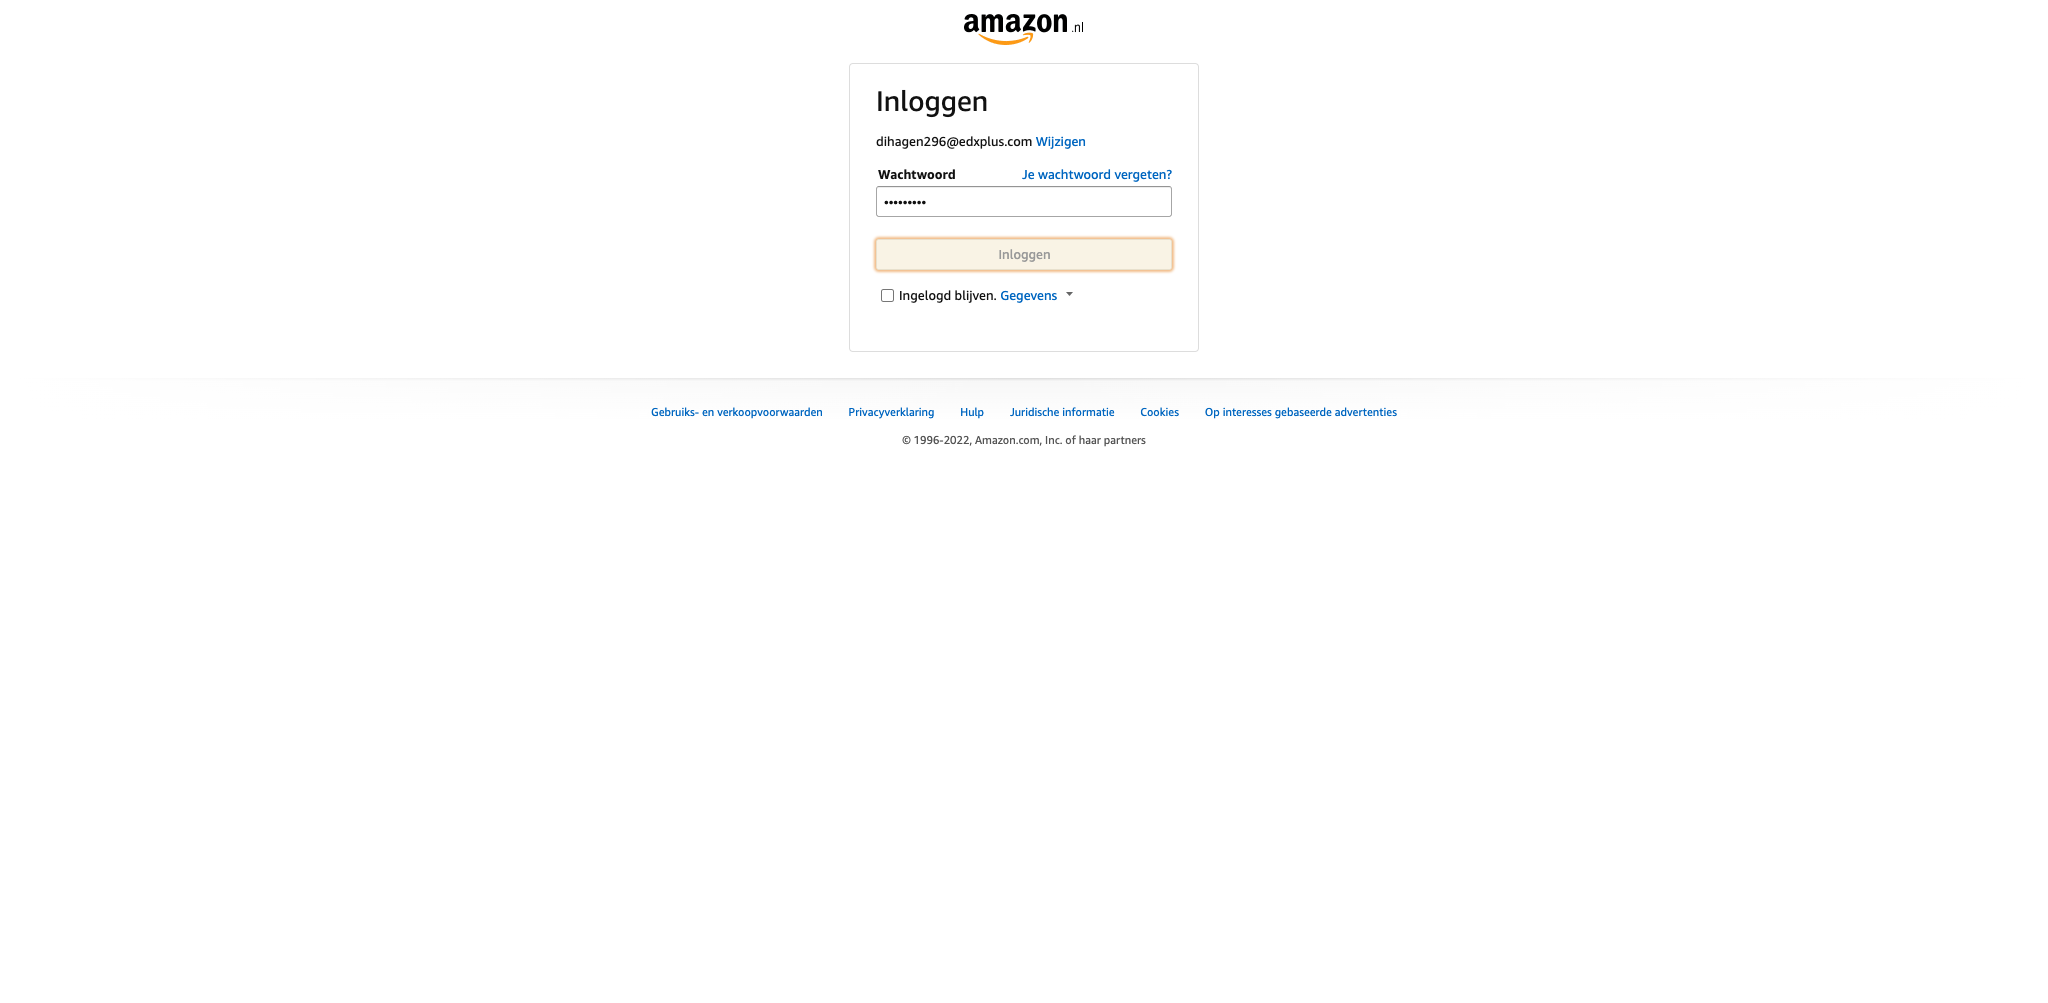 amazon.nl
Inloggen
dihagen296@edxplus.com Wijzigen
Wachtwoord Je wachtwoord vergeten?
•••••••••
Inloggen
Ingelogd blijven. Gegevens
Gebruiks- en verkoopvoorwaarden Privacyverklaring Hulp Juridische informatie Cookies Op interesses gebaseerde advertenties
© 1996-2022, Amazon.com, Inc. of haar partners